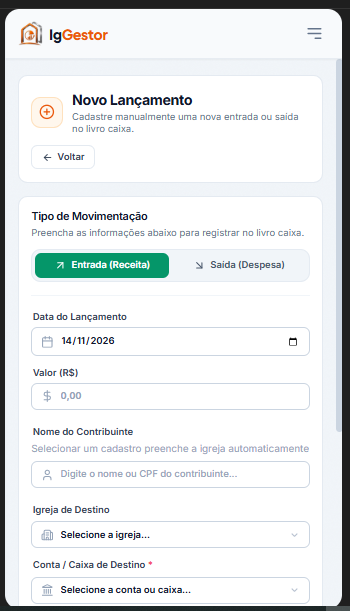 IgGestor
Novo Lançamento
Cadastre manualmente uma nova entrada ou saída
no livro caixa.
← Voltar
Tipo de Movimentação
Preencha as informações abaixo para registrar no livro caixa.
Entrada (Receita)
Saída (Despesa)
Data do Lançamento
14/11/2026
Valor (R$)
$ 0,00
Nome do Contribuinte
Selecionar um cadastro preenche a igreja automaticamente
Digite o nome ou CPF do contribuinte...
Igreja de Destino
Selecione a igreja...
Conta / Caixa de Destino *
Selecione a conta ou caixa...